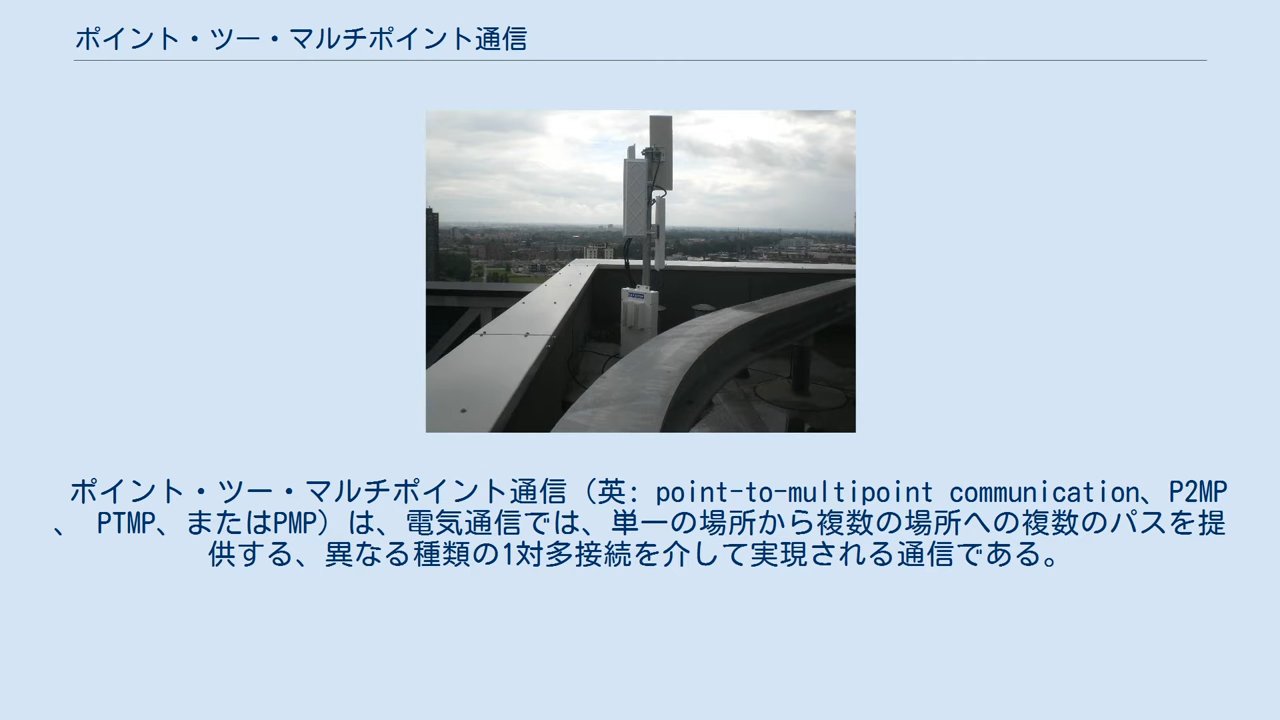 ポイント・ツー・マルチポイント通信
ポイント・ツー・マルチポイント通信（英: point-to-multipoint communication、P2MP
、 PTMP、またはPMP）は、電気通信では、単一の場所から複数の場所への複数のパスを提
供する、異なる種類の1対多接続を介して実現される通信である。